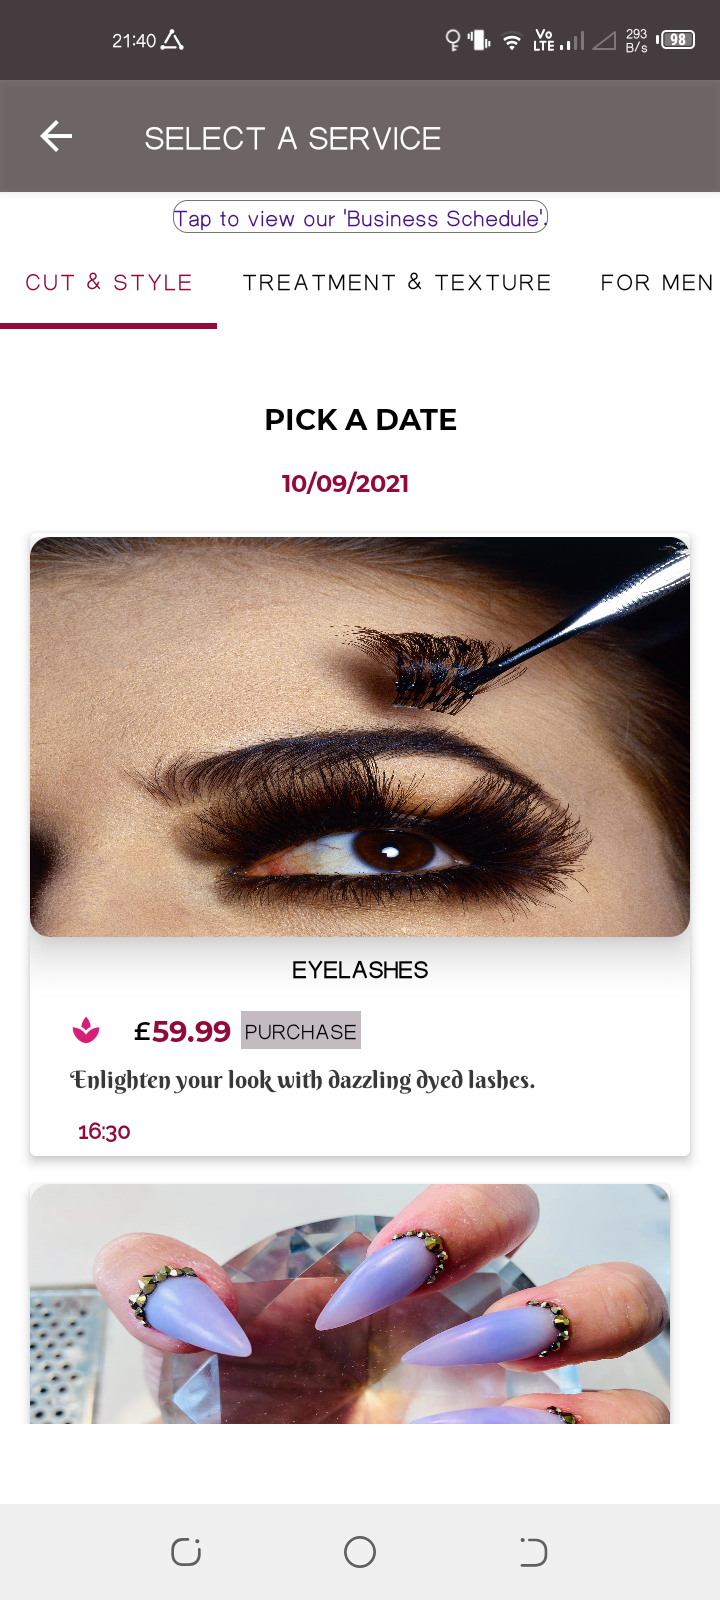 21:40
Vo LTE
293 B/s
98
SELECT A SERVICE
Tap to view our 'Business Schedule'.
CUT & STYLE
TREATMENT & TEXTURE
FOR MEN
PICK A DATE
10/09/2021
EYELASHES
£59.99 PURCHASE
Enlighten your look with dazzling dyed lashes.
16:30